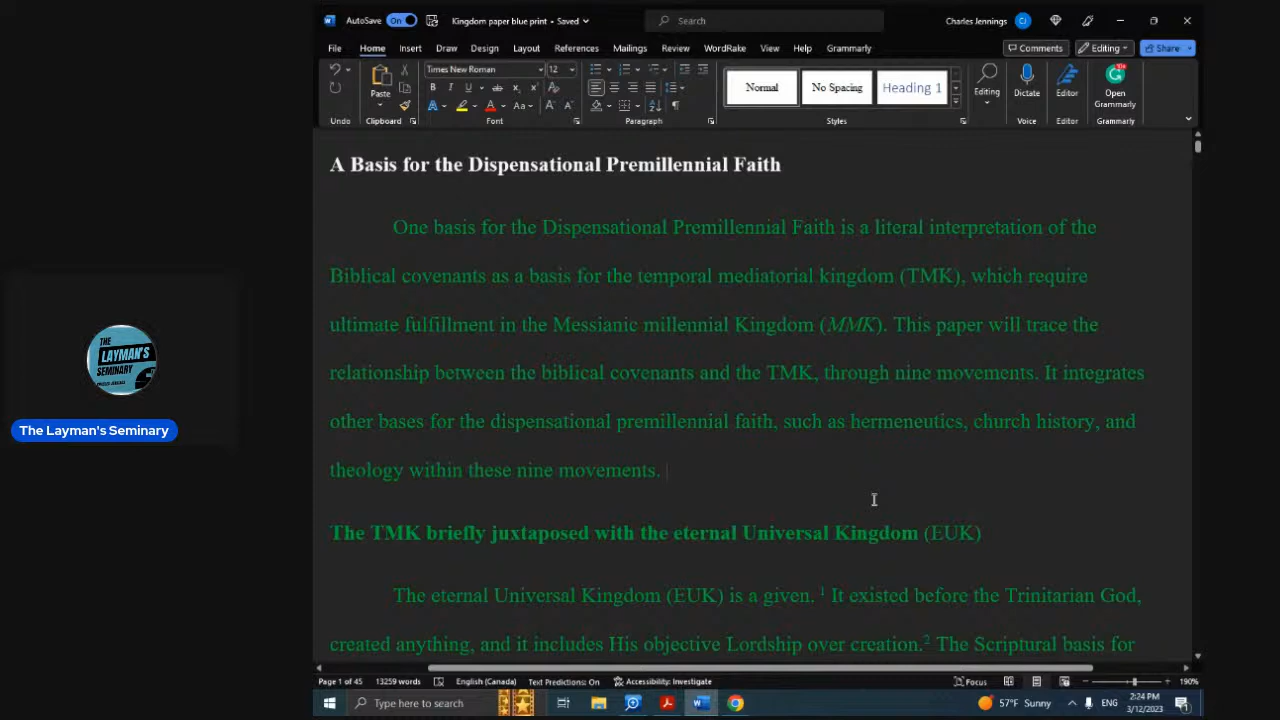 AutoSave
On
Kingdom paper blue print • Saved
Search
Charles Jennings
CJ
File
Home
Insert
Draw
Design
Layout
References
Mailings
Review
WordRake
View
Help
Grammarly
Comments
Editing
Share
Paste
Times New Roman
12
Normal
No Spacing
Heading 1
Editing
Dictate
Editor
Open
Grammarly
Undo
Clipboard
Font
Paragraph
Styles
Voice
Editor
Grammarly
A Basis for the Dispensational Premillennial Faith
One basis for the Dispensational Premillennial Faith is a literal interpretation of the
Biblical covenants as a basis for the temporal mediatorial kingdom (TMK), which require
ultimate fulfillment in the Messianic millennial Kingdom (MMK). This paper will trace the
relationship between the biblical covenants and the TMK, through nine movements. It integrates
other bases for the dispensational premillennial faith, such as hermeneutics, church history, and
theology within these nine movements.
The TMK briefly juxtaposed with the eternal Universal Kingdom (EUK)
The eternal Universal Kingdom (EUK) is a given. 1 It existed before the Trinitarian God,
created anything, and it includes His objective Lordship over creation.2 The Scriptural basis for
THE
LAYMAN'S
SEMINARY
The Layman's Seminary
Page 1 of 45
13259 words
English (Canada)
Text Predictions: On
Accessibility: Investigate
Focus
190%
Type here to search
57°F Sunny
ENG
2:24 PM
3/12/2023